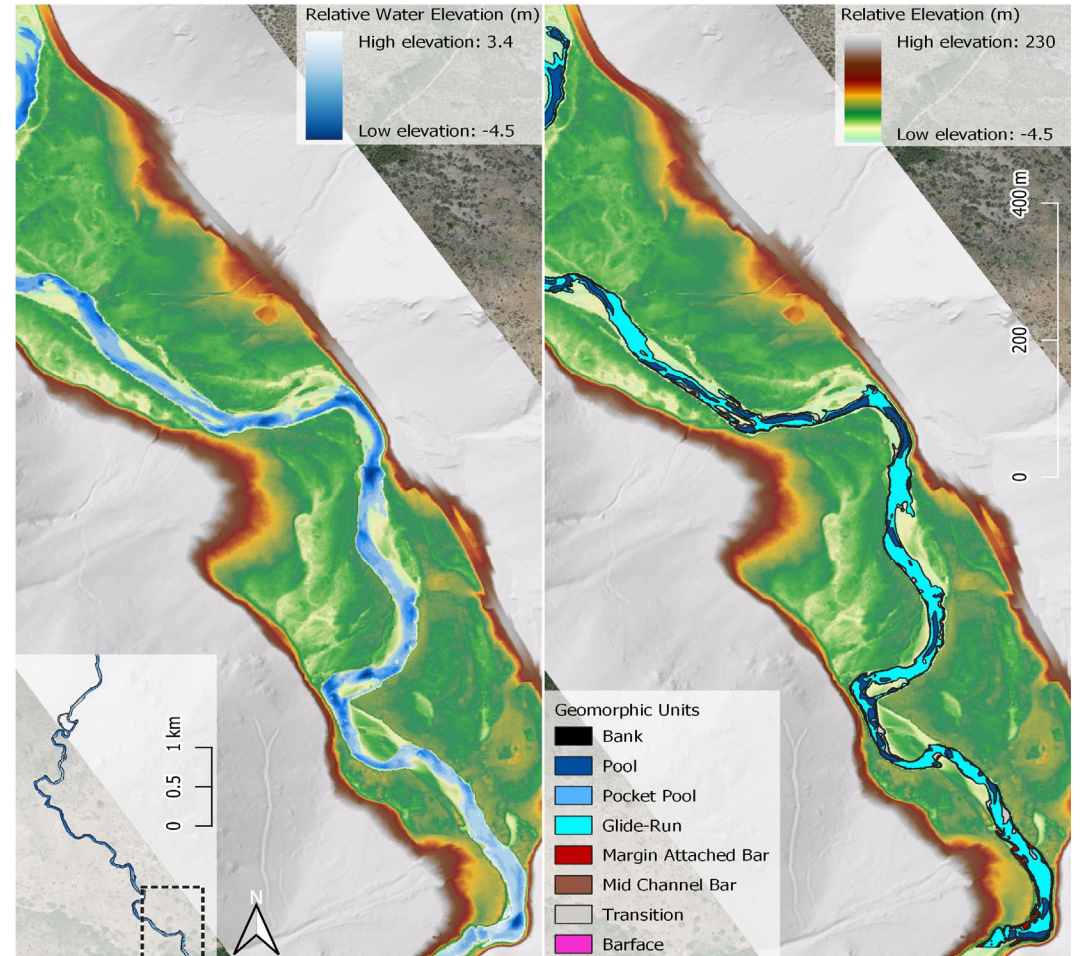 Relative Water Elevation (m)
High elevation: 3.4
Low elevation: -4.5
Relative Elevation (m)
High elevation: 230
Low elevation: -4.5
400 m
200
0
1 km
0.5
0
N
Geomorphic Units
Bank
Pool
Pocket Pool
Glide-Run
Margin Attached Bar
Mid Channel Bar
Transition
Barface